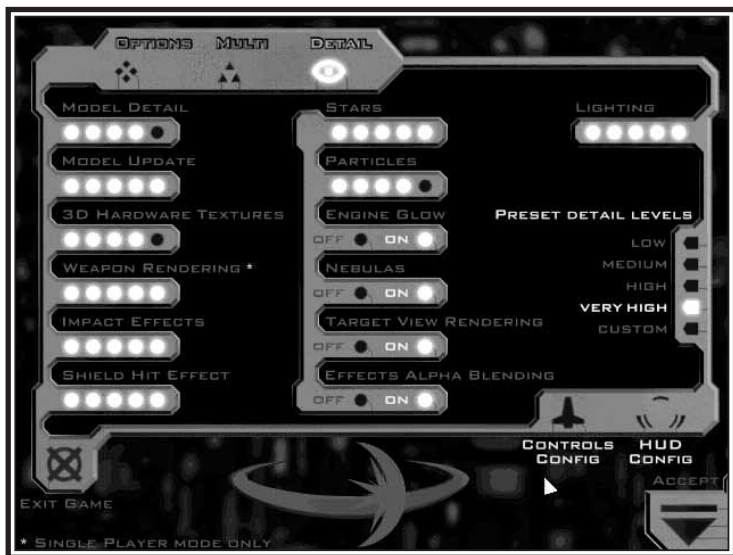 OPTIONS MULTI DETAIL
MODEL DETAIL
MODEL UPDATE
3D HARDWARE TEXTURES
WEAPON RENDERING *
IMPACT EFFECTS
SHIELD HIT EFFECT
STARS
PARTICLES
ENGINE GLOW
OFF ON
NEBULAS
OFF ON
TARGET VIEW RENDERING
OFF ON
EFFECTS ALPHA BLENDING
OFF ON
LIGHTING
PRESET DETAIL LEVELS
LOW
MEDIUM
HIGH
VERY HIGH
CUSTOM
CONTROLS
CONFIG
HUD
CONFIG
EXIT GAME
ACCEPT
* SINGLE PLAYER MODE ONLY